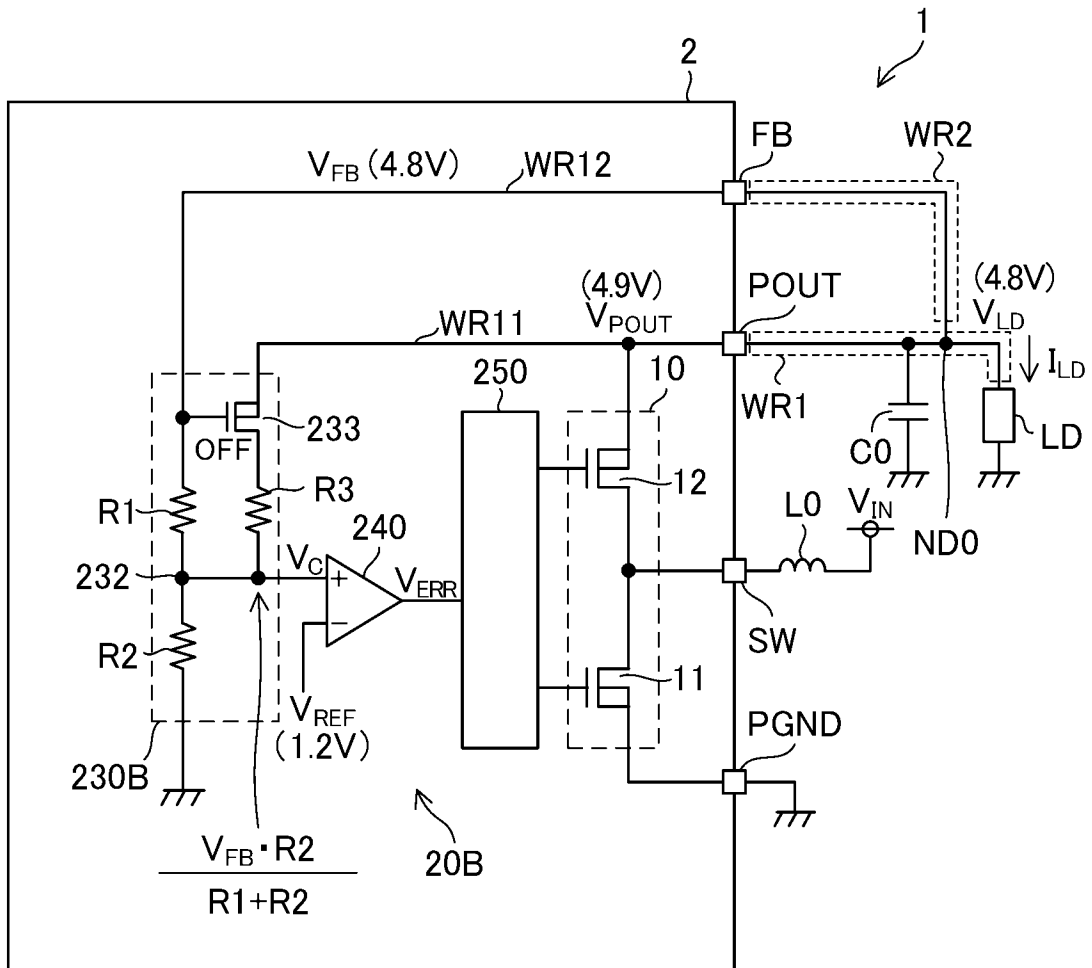 1
2
FB
WR2
V_FB (4.8V)
WR12
(4.9V)
V_POUT
POUT
(4.8V)
V_LD
WR11
I_LD
250
10
WR1
233
OFF
C0
LD
12
R1
R3
L0
V_IN
ND0
240
232
V_C
+
V_ERR
−
SW
R2
11
V_REF
(1.2V)
PGND
230B
20B
V_FB・R2
R1+R2